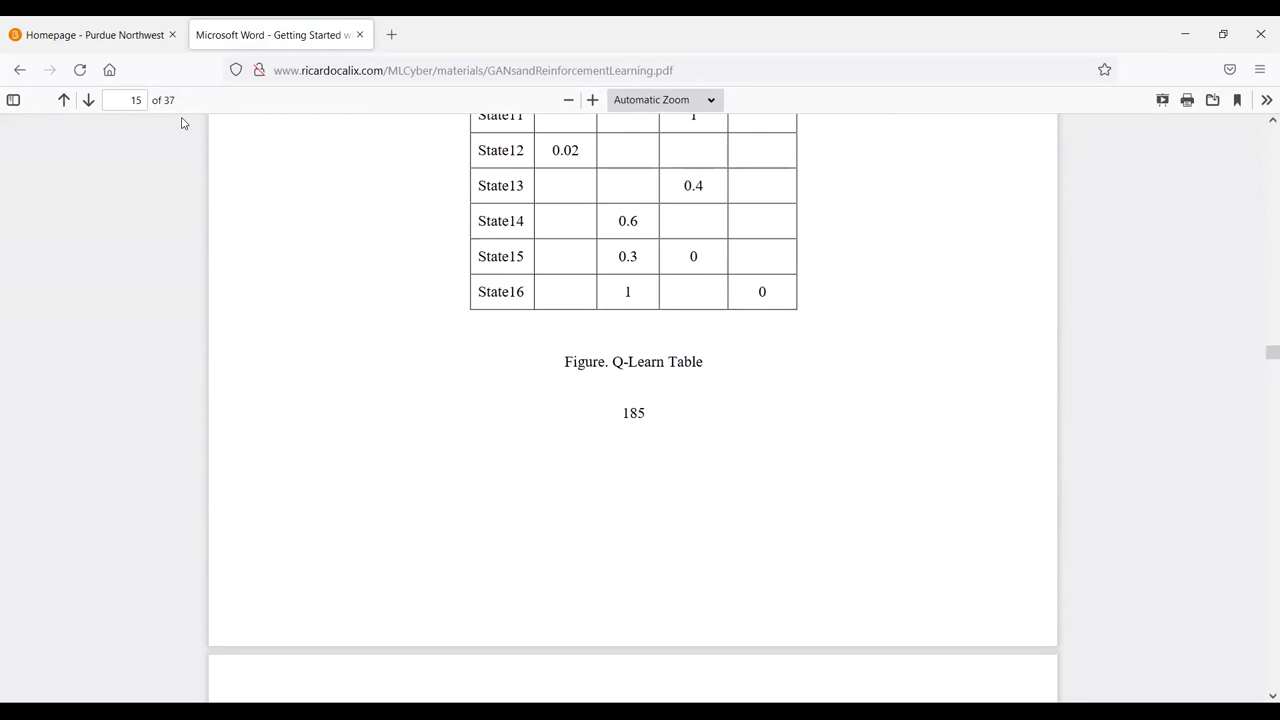 Homepage - Purdue Northwest
Microsoft Word - Getting Started w
www.ricardocalix.com/MLCyber/materials/GANsandReinforcementLearning.pdf
15 of 37
Automatic Zoom
State11 1
State12 0.02
State13 0.4
State14 0.6
State15 0.3 0
State16 1 0
Figure. Q-Learn Table
185